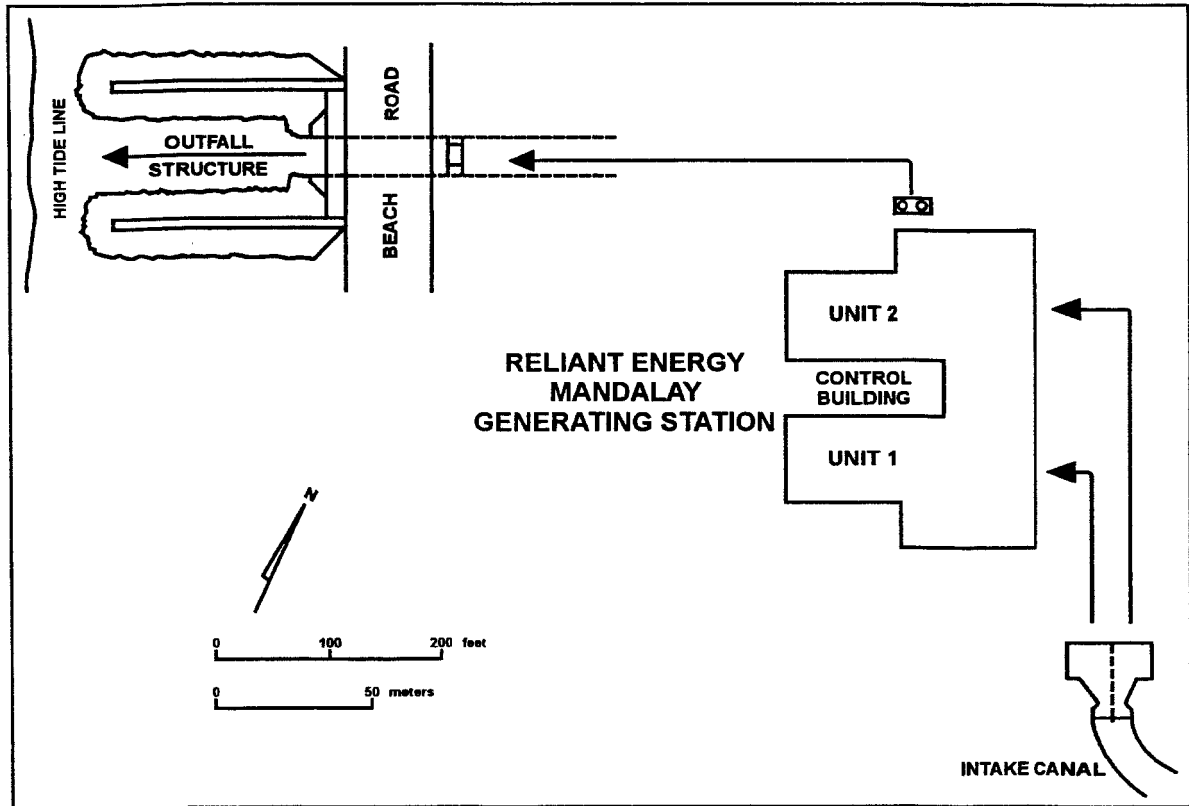 HIGH TIDE LINE
OUTFALL
STRUCTURE
ROAD
BEACH
UNIT 2
CONTROL
BUILDING
UNIT 1
RELIANT ENERGY
MANDALAY
GENERATING STATION
N
0 100 200 feet
0 50 meters
INTAKE CANAL